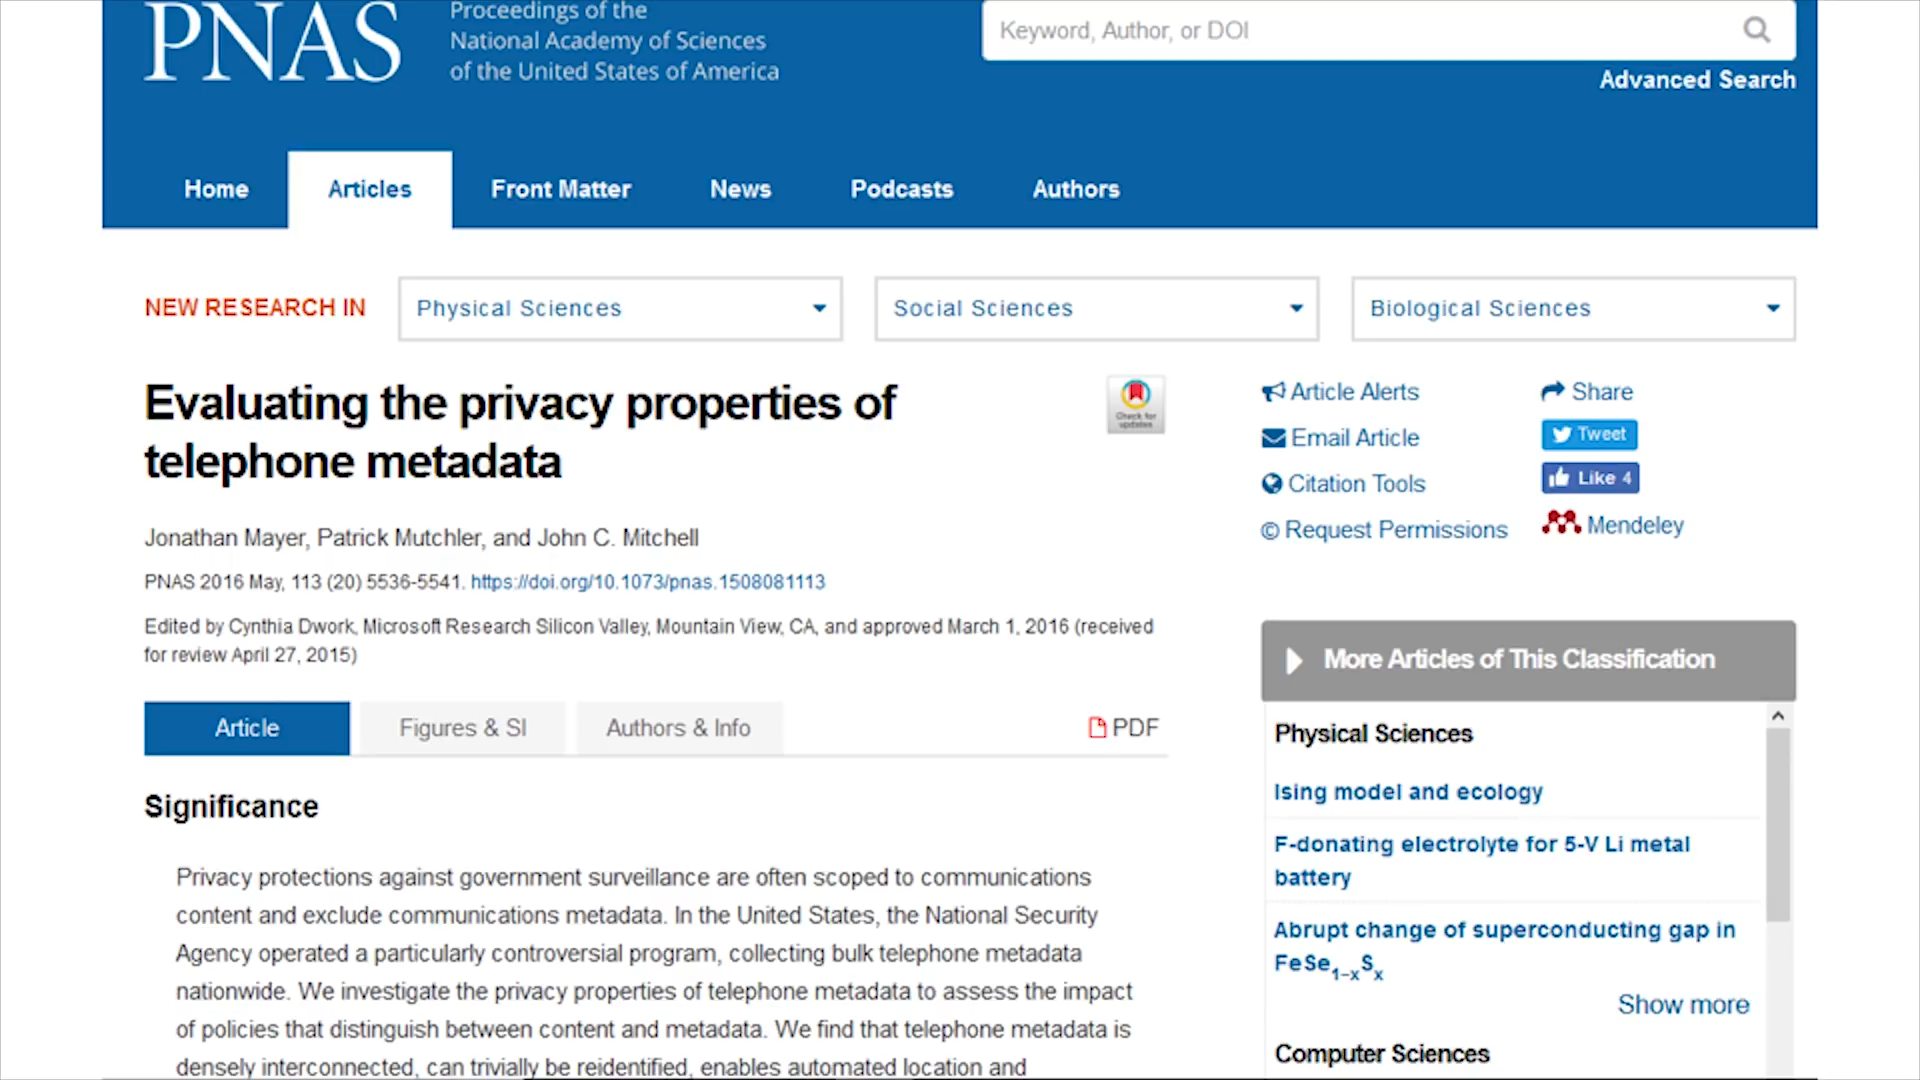 PNAS
Proceedings of the
National Academy of Sciences
of the United States of America
Keyword, Author, or DOI
Advanced Search
Home
Articles
Front Matter
News
Podcasts
Authors
NEW RESEARCH IN
Physical Sciences
Social Sciences
Biological Sciences
Evaluating the privacy properties of
telephone metadata
Check for
updates
Jonathan Mayer, Patrick Mutchler, and John C. Mitchell
PNAS 2016 May, 113 (20) 5536-5541. https://doi.org/10.1073/pnas.1508081113
Edited by Cynthia Dwork, Microsoft Research Silicon Valley, Mountain View, CA, and approved March 1, 2016 (received
for review April 27, 2015)
Article
Figures & SI
Authors & Info
PDF
Significance
Privacy protections against government surveillance are often scoped to communications
content and exclude communications metadata. In the United States, the National Security
Agency operated a particularly controversial program, collecting bulk telephone metadata
nationwide. We investigate the privacy properties of telephone metadata to assess the impact
of policies that distinguish between content and metadata. We find that telephone metadata is
densely interconnected, can trivially be reidentified, enables automated location and
Article Alerts
Email Article
Citation Tools
© Request Permissions
Share
Tweet
Like 4
Mendeley
More Articles of This Classification
Physical Sciences
Ising model and ecology
F-donating electrolyte for 5-V Li metal
battery
Abrupt change of superconducting gap in
FeSe1−xSx
Show more
Computer Sciences